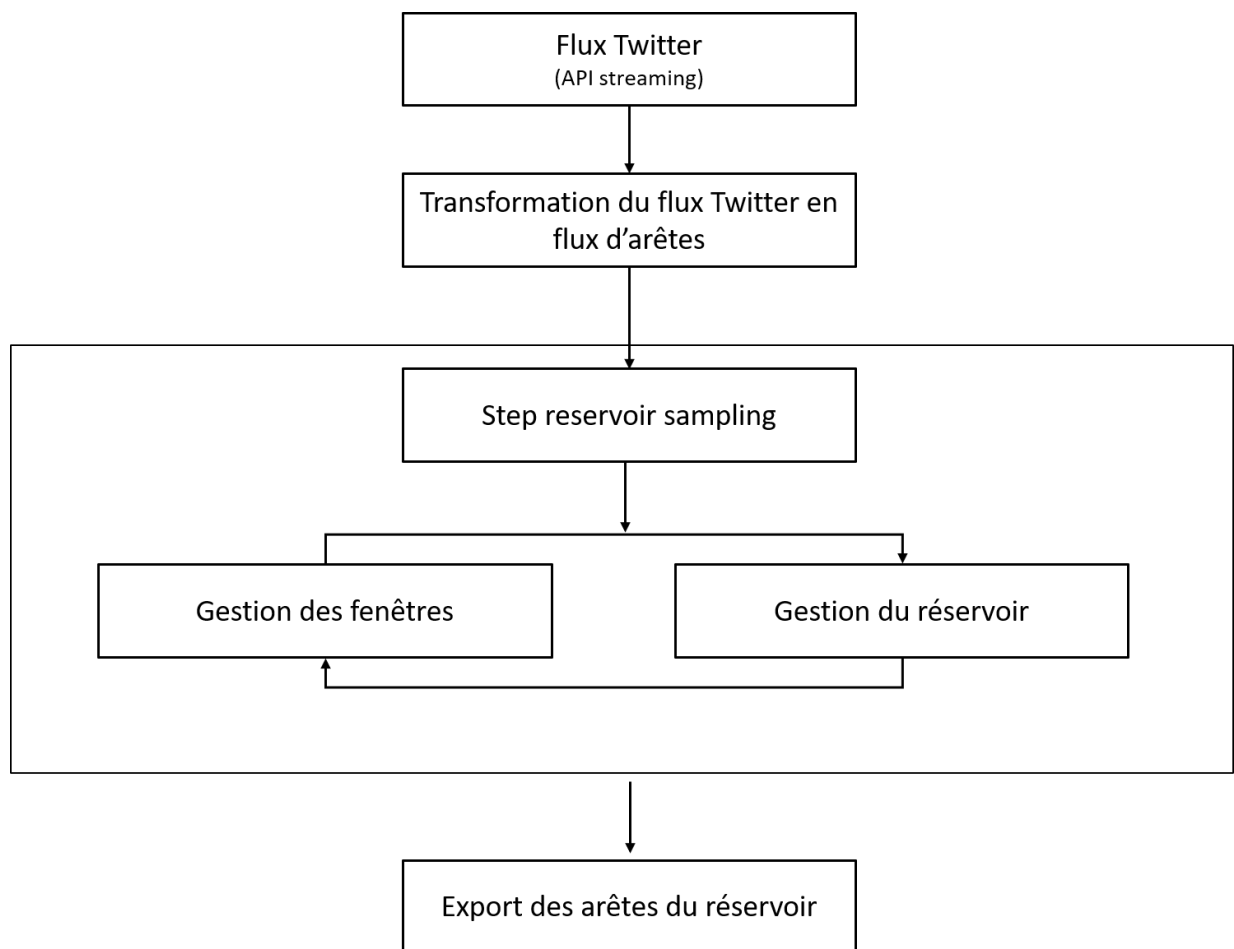 Flux Twitter
(API streaming)
Transformation du flux Twitter en
flux d’arêtes
Step reservoir sampling
Gestion des fenêtres
Gestion du réservoir
Export des arêtes du réservoir